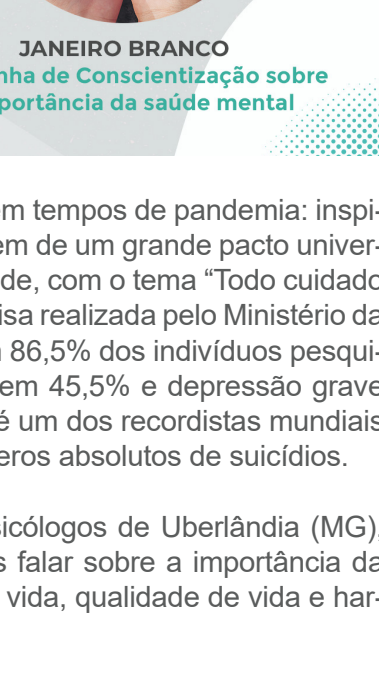 JANEIRO BRANCO
nha de Conscientização sobre
portância da saúde mental
em tempos de pandemia: inspi-
em de um grande pacto univer-
de, com o tema “Todo cuidado
isa realizada pelo Ministério da
86,5% dos indivíduos pesqui-
em 45,5% e depressão grave
é um dos recordistas mundiais
eros absolutos de suicídios.
sicólogos de Uberlândia (MG),
s falar sobre a importância da
vida, qualidade de vida e har-